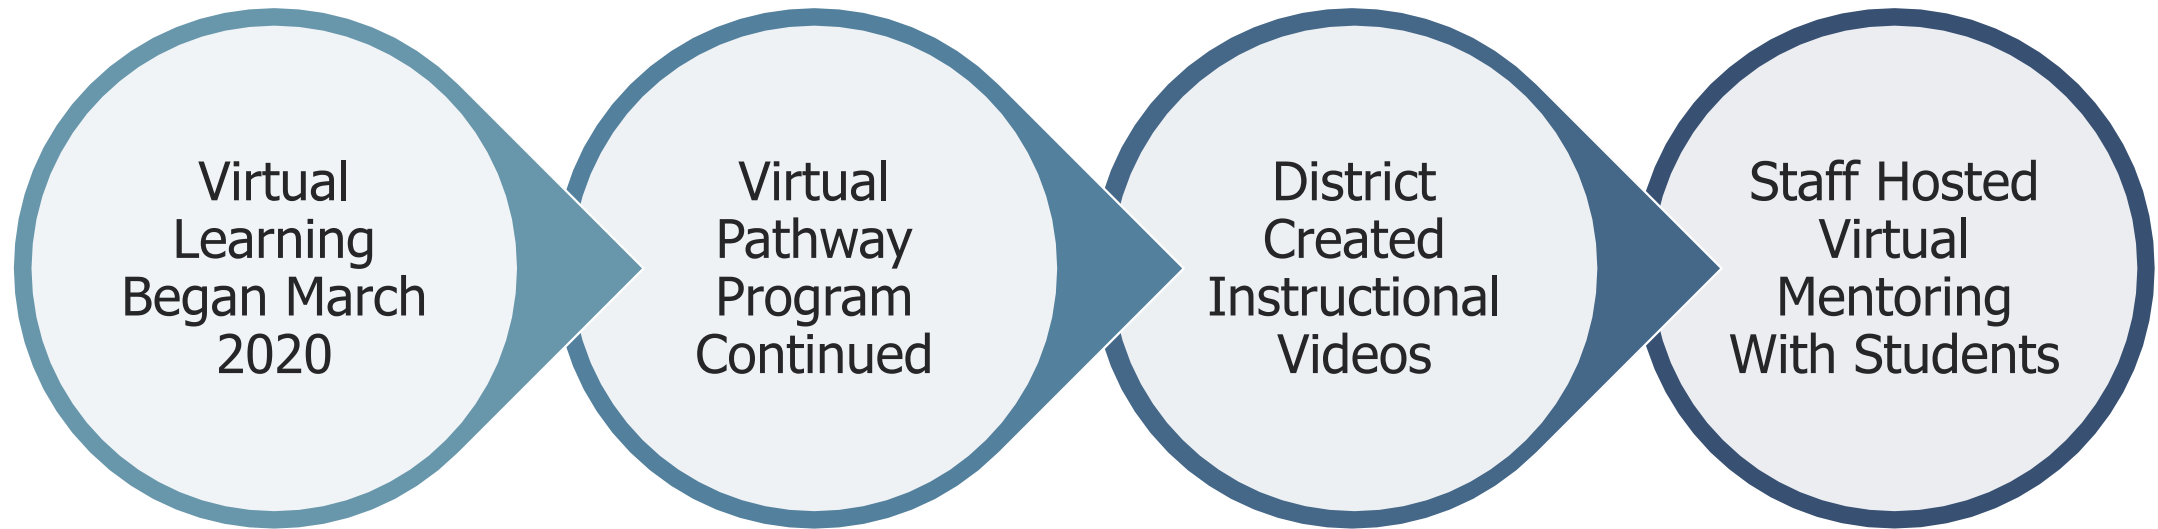 Virtual
Learning
Began March
2020
Virtual
Pathway
Program
Continued
District
Created
Instructional
Videos
Staff Hosted
Virtual
Mentoring
With Students